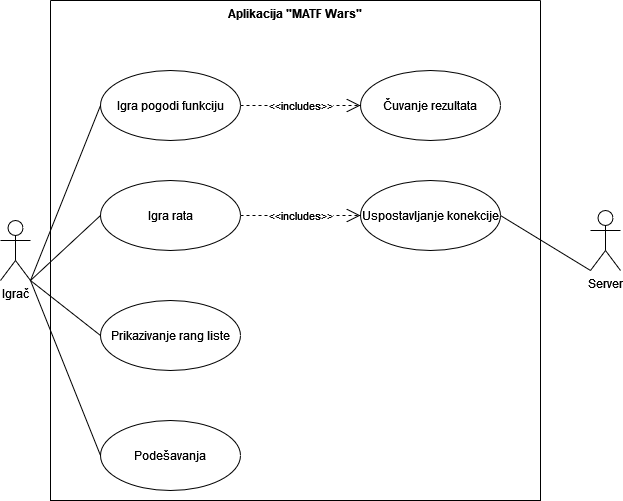 Aplikacija "MATF Wars"
Igra pogodi funkciju
<<includes>>
Čuvanje rezultata
Igra rata
<<includes>>
Uspostavljanje konekcije
Igrač
Server
Prikazivanje rang liste
Podešavanja